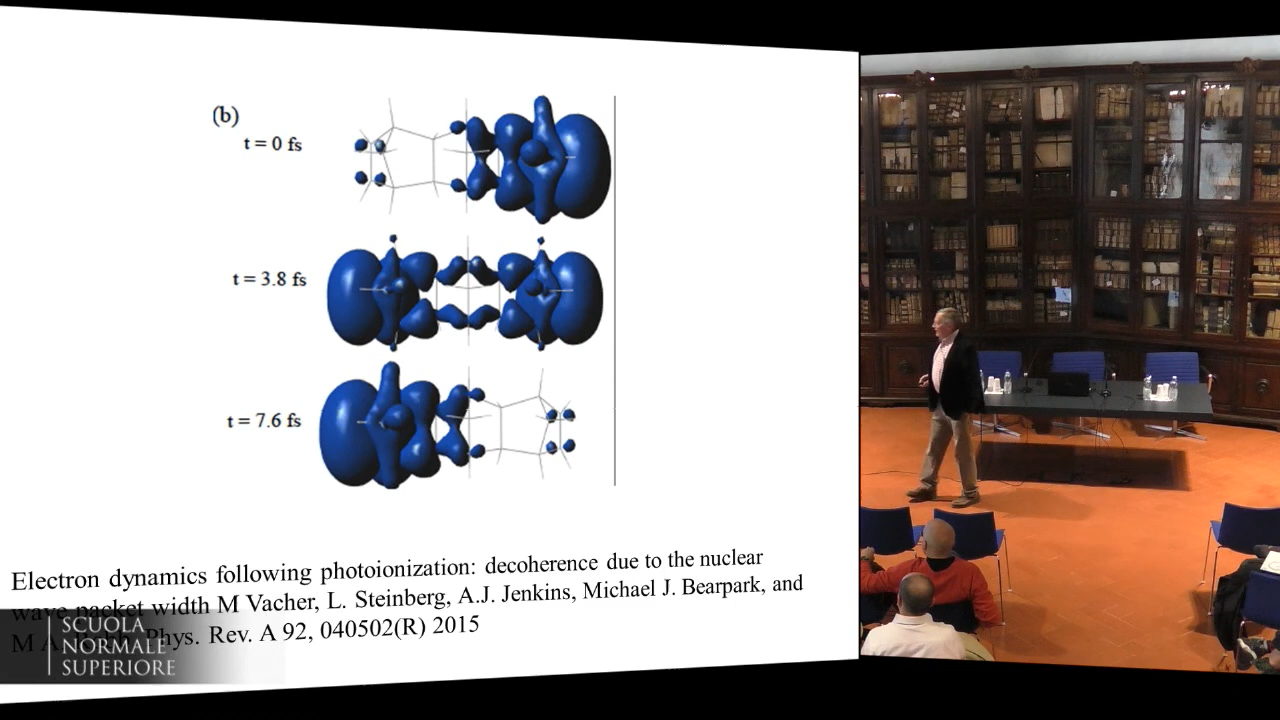 (b)
t = 0 fs
t = 3.8 fs
t = 7.6 fs
Electron dynamics following photoionization: decoherence due to the nuclear
wave packet width M Vacher, L. Steinberg, A.J. Jenkins, Michael J. Bearpark, and
M A Phys. Rev. A 92, 040502(R) 2015
SCUOLA
NORMALE
SUPERIORE